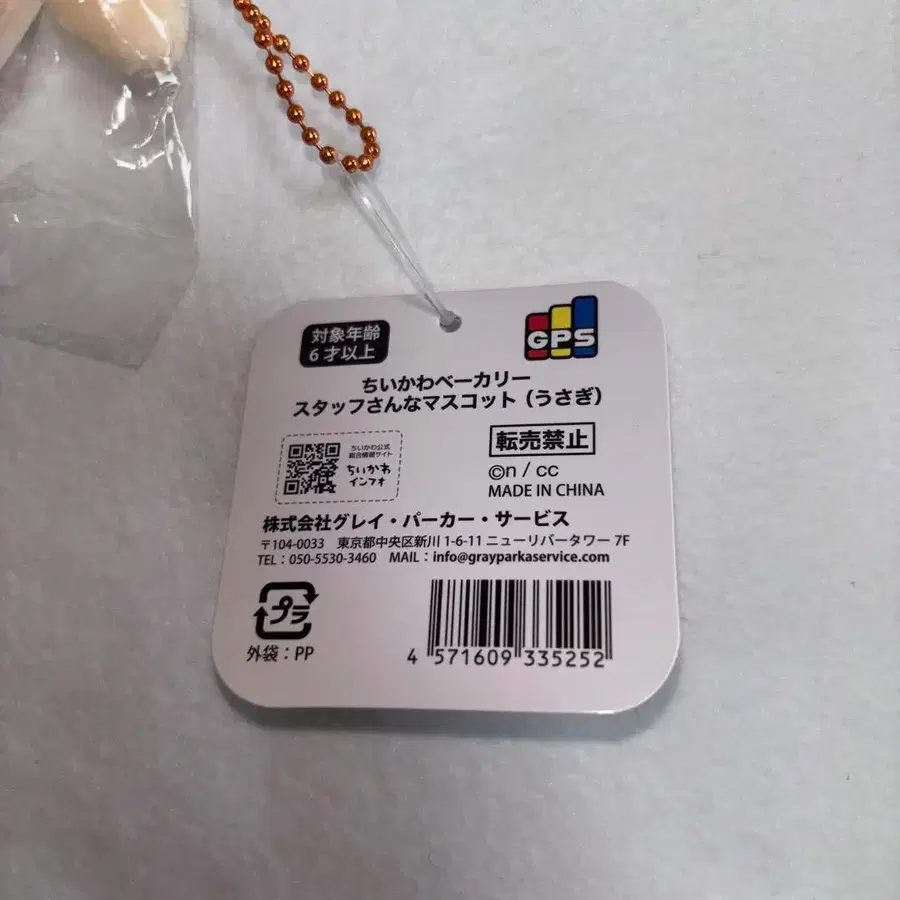 対象年齢
6才以上
GPS
ちいかわベーカリー
スタッフさんなマスコット（うさぎ）
ちいかわ公式
総合情報サイト
ちいかわ
インフォ
転売禁止
©n / cc
MADE IN CHINA
株式会社グレイ・パーカー・サービス
〒104-0033 東京都中央区新川1-6-11 ニューリバータワー 7F
TEL：050-5530-3460 MAIL：info@grayparkaservice.com
プラ
外袋：PP
4 571609 335252